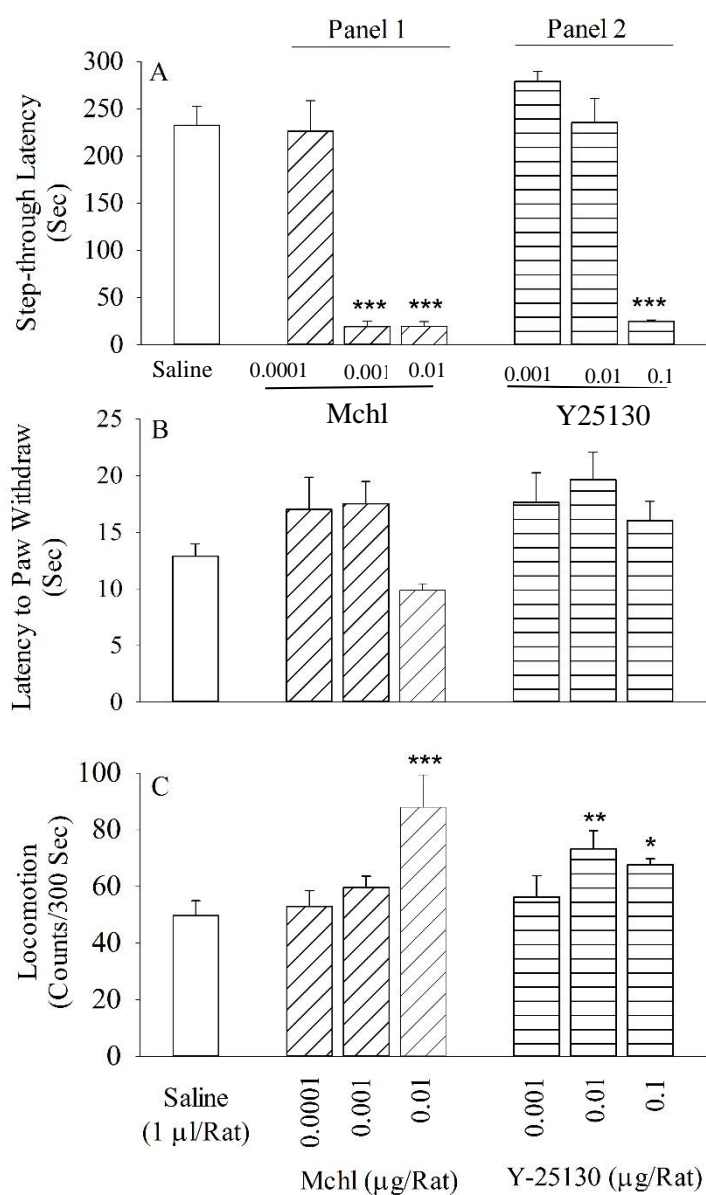 Panel 1 Panel 2
A
300
250
200
150
100
50
0
Step-through Latency
(Sec)
*** *** ***
Saline 0.0001 0.001 0.01 0.001 0.01 0.1
Mchl Y25130
B
25
20
15
10
5
0
Latency to Paw Withdraw
(Sec)
C
100
80
60
40
20
0
Locomotion
(Counts/300 Sec)
*** ** *
Saline
(1 µl/Rat)
0.0001 0.001 0.01 0.001 0.01 0.1
Mchl (µg/Rat) Y-25130 (µg/Rat)